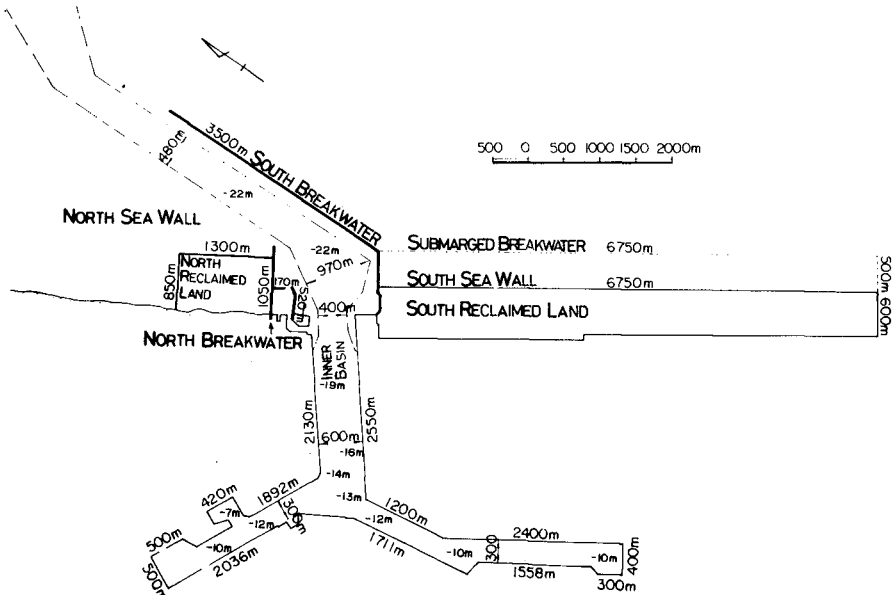 3500m
SOUTH BREAKWATER
480m
-22m
500 0 500 1000 1500 2000m
NORTH SEA WALL
-22m
SUBMARGED BREAKWATER 6750m
1300m
970m
NORTH
RECLAIMED
LAND
850m
1050m
170m
520m
SOUTH SEA WALL 6750m
500m
600m
400m
SOUTH RECLAIMED LAND
NORTH BREAKWATER
INNER
BASIN
-19m
2130m
2550m
600m
-16m
-14m
1892m
-13m
420m
-7m
-12m
300m
-12m
1200m
500m
-10m
2036m
500m
1711m
-10m
300
2400m
-10m
400m
1558m
300m